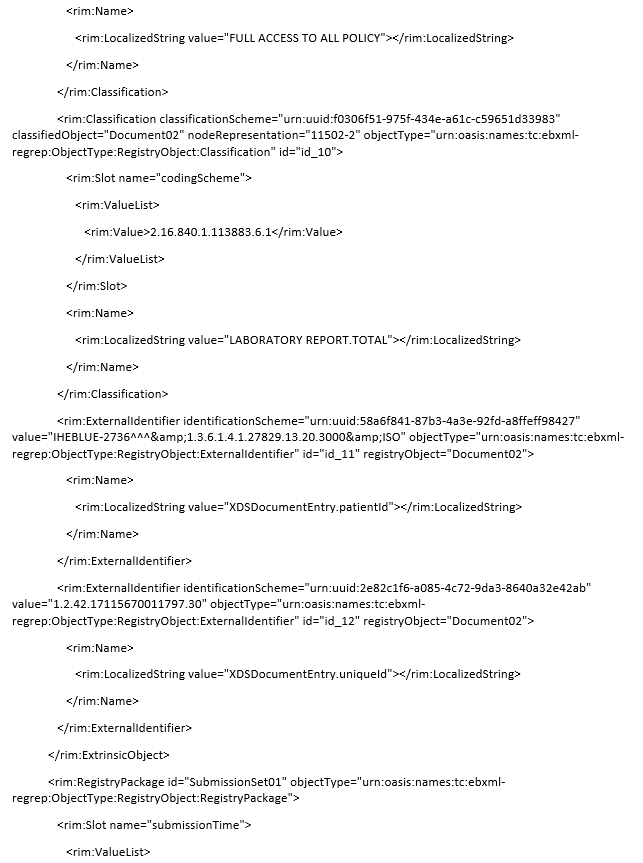 <rim:Name>
<rim:LocalizedString value="FULL ACCESS TO ALL POLICY"></rim:LocalizedString>
</rim:Name>
</rim:Classification>
<rim:Classification classificationScheme="urn:uuid:f0306f51-975f-434e-a61c-c59651d33983"
classifiedObject="Document02" nodeRepresentation="11502-2" objectType="urn:oasis:names:tc:ebxml-
regrep:ObjectType:RegistryObject:Classification" id="id_10">
<rim:Slot name="codingScheme">
<rim:ValueList>
<rim:Value>2.16.840.1.113883.6.1</rim:Value>
</rim:ValueList>
</rim:Slot>
<rim:Name>
<rim:LocalizedString value="LABORATORY REPORT.TOTAL"></rim:LocalizedString>
</rim:Name>
</rim:Classification>
<rim:ExternalIdentifier identificationScheme="urn:uuid:58a6f841-87b3-4a3e-92fd-a8ffeff98427"
value="IHEBLUE-2736^^^&amp;1.3.6.1.4.1.27829.13.20.3000&amp;ISO" objectType="urn:oasis:names:tc:ebxml-
regrep:ObjectType:RegistryObject:ExternalIdentifier" id="id_11" registryObject="Document02">
<rim:Name>
<rim:LocalizedString value="XDSDocumentEntry.patientId"></rim:LocalizedString>
</rim:Name>
</rim:ExternalIdentifier>
<rim:ExternalIdentifier identificationScheme="urn:uuid:2e82c1f6-a085-4c72-9da3-8640a32e42ab"
value="1.2.42.17115670011797.30" objectType="urn:oasis:names:tc:ebxml-
regrep:ObjectType:RegistryObject:ExternalIdentifier" id="id_12" registryObject="Document02">
<rim:Name>
<rim:LocalizedString value="XDSDocumentEntry.uniqueId"></rim:LocalizedString>
</rim:Name>
</rim:ExternalIdentifier>
</rim:ExtrinsicObject>
<rim:RegistryPackage id="SubmissionSet01" objectType="urn:oasis:names:tc:ebxml-
regrep:ObjectType:RegistryObject:RegistryPackage">
<rim:Slot name="submissionTime">
<rim:ValueList>